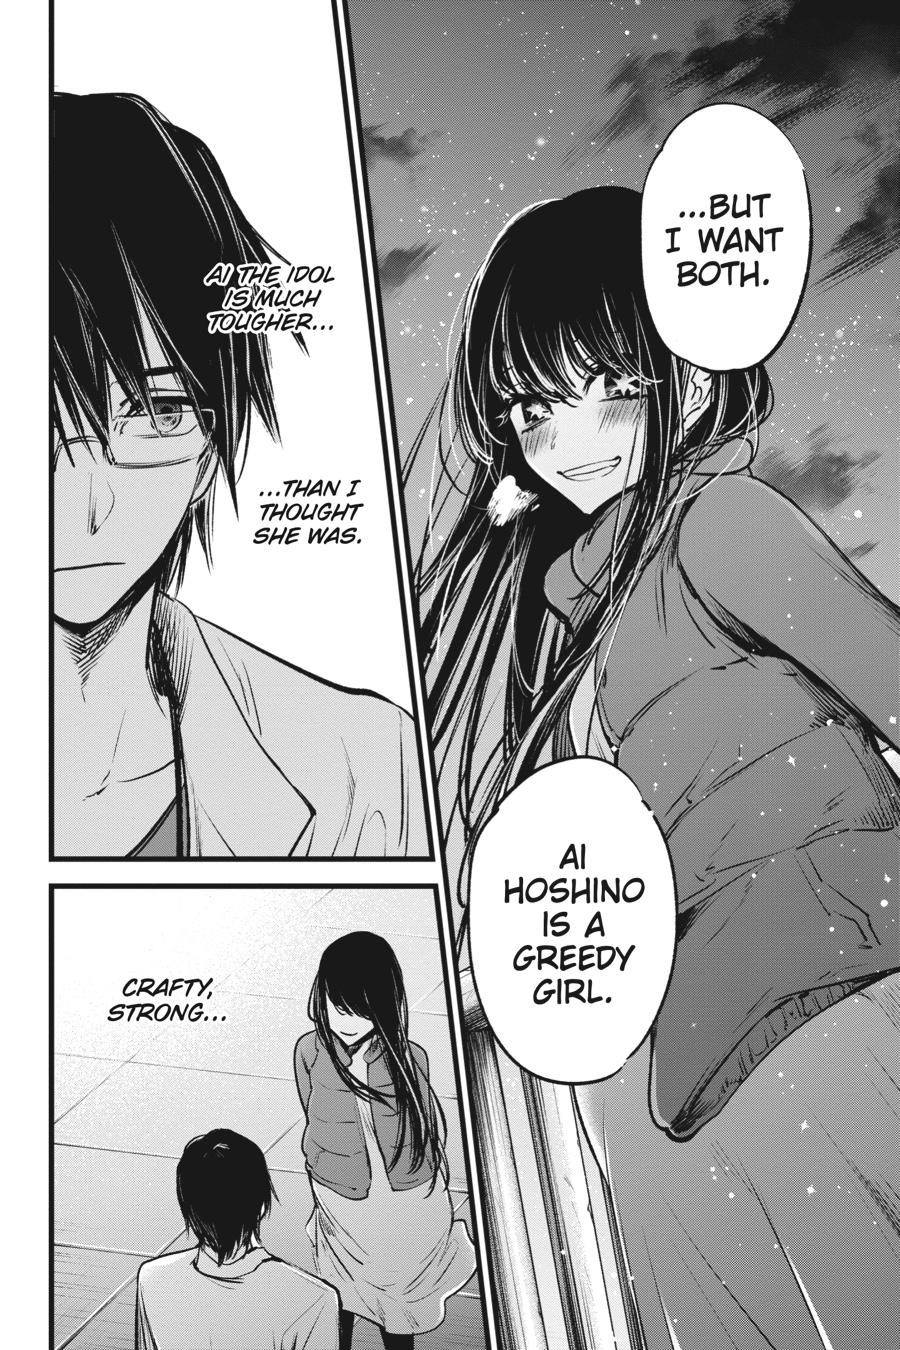 ...BUT
I WANT
BOTH.
AI
HOSHINO
IS A
GREEDY
GIRL.
AI THE IDOL
IS MUCH
TOUGHER...
...THAN I
THOUGHT
SHE WAS.
CRAFTY,
STRONG...